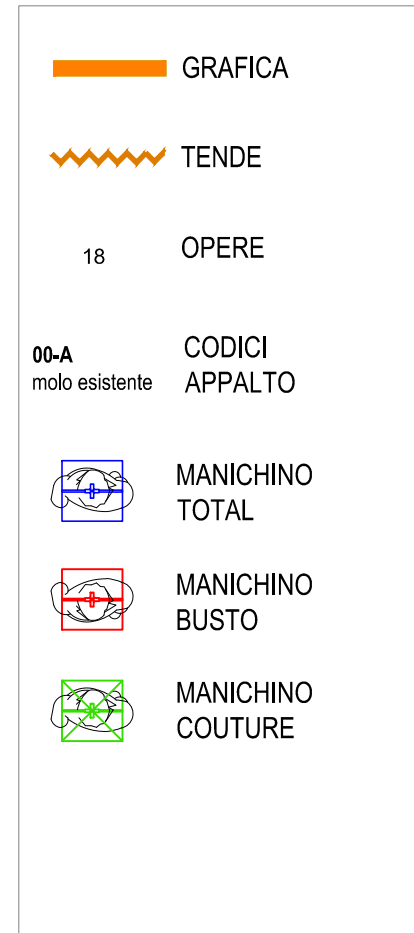 GRAFICA
TENDE
18 OPERE
00-A
molo esistente
CODICI
APPALTO
MANICHINO
TOTAL
MANICHINO
BUSTO
MANICHINO
COUTURE